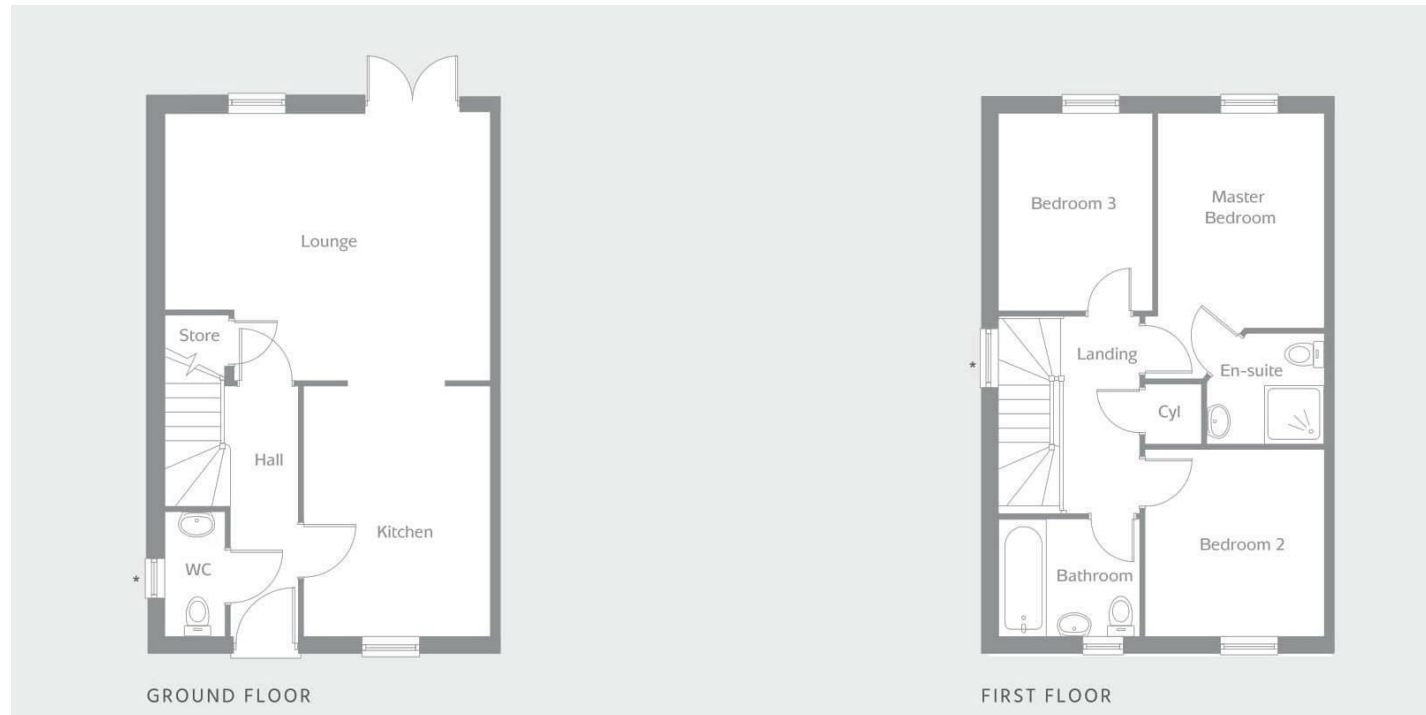 Lounge
Store
Hall
Kitchen
WC
*
GROUND FLOOR
Bedroom 3
Master
Bedroom
Landing
*
En-suite
Cyl
Bedroom 2
Bathroom
FIRST FLOOR